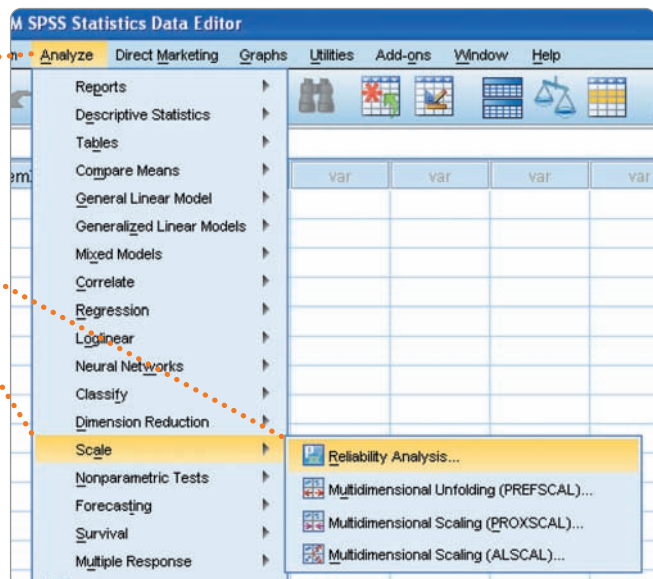 M SPSS Statistics Data Editor
Analyze Direct Marketing Graphs Utilities Add-ons Window Help
Reports
Descriptive Statistics
Tables
Compare Means
var var var var
General Linear Model
Generalized Linear Models
Mixed Models
Correlate
Regression
Loglinear
Neural Networks
Classify
Dimension Reduction
Scale
Reliability Analysis...
Nonparametric Tests
Multidimensional Unfolding (PREFSCAL)...
Forecasting
Multidimensional Scaling (PROXSCAL)...
Survival
Multidimensional Scaling (ALSCAL)...
Multiple Response